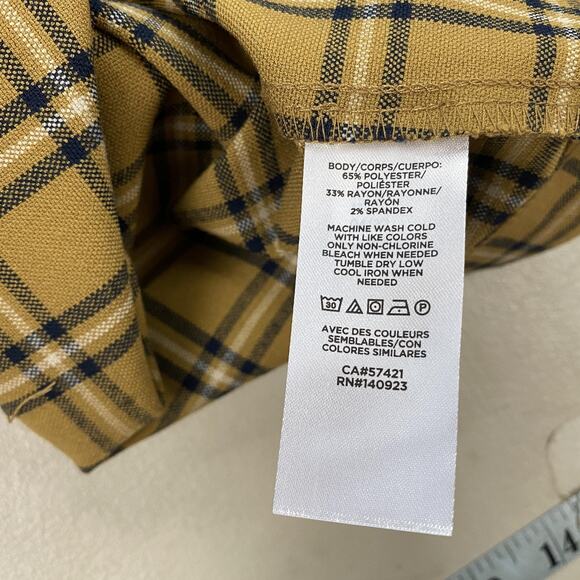 BODY/CORPS/CUERPO:
65% POLYESTER/
POLIÉSTER
33% RAYON/RAYONNE/
RAYÓN
2% SPANDEX
MACHINE WASH COLD
WITH LIKE COLORS
ONLY NON-CHLORINE
BLEACH WHEN NEEDED
TUMBLE DRY LOW
COOL IRON WHEN
NEEDED
30 P
AVEC DES COULEURS
SEMBLABLES/CON
COLORES SIMILARES
CA#57421
RN#140923
14